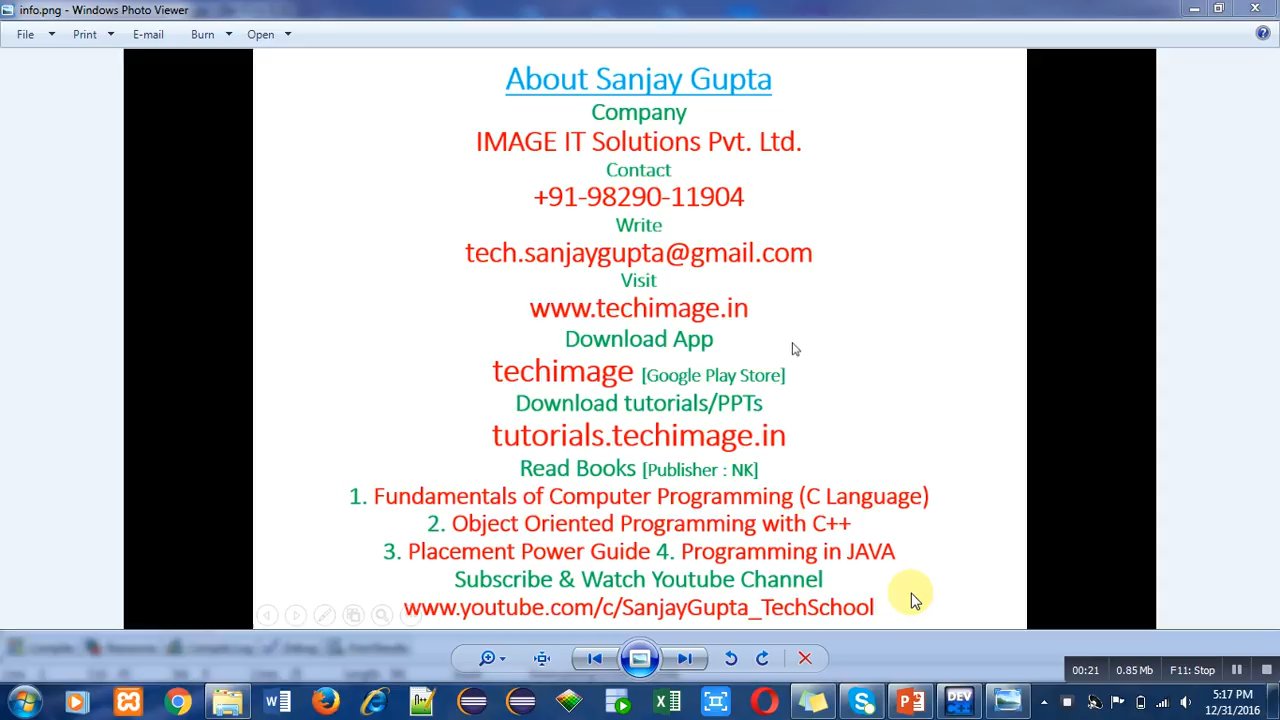 info.png - Windows Photo Viewer
File Print E-mail Burn Open
About Sanjay Gupta
Company
IMAGE IT Solutions Pvt. Ltd.
Contact
+91-98290-11904
Write
tech.sanjaygupta@gmail.com
Visit
www.techimage.in
Download App
techimage [Google Play Store]
Download tutorials/PPTs
tutorials.techimage.in
Read Books [Publisher : NK]
1. Fundamentals of Computer Programming (C Language)
2. Object Oriented Programming with C++
3. Placement Power Guide 4. Programming in JAVA
Subscribe & Watch Youtube Channel
www.youtube.com/c/SanjayGupta_TechSchool
00:21 0.85 Mb F11: Stop
DEV
5:17 PM
12/31/2016